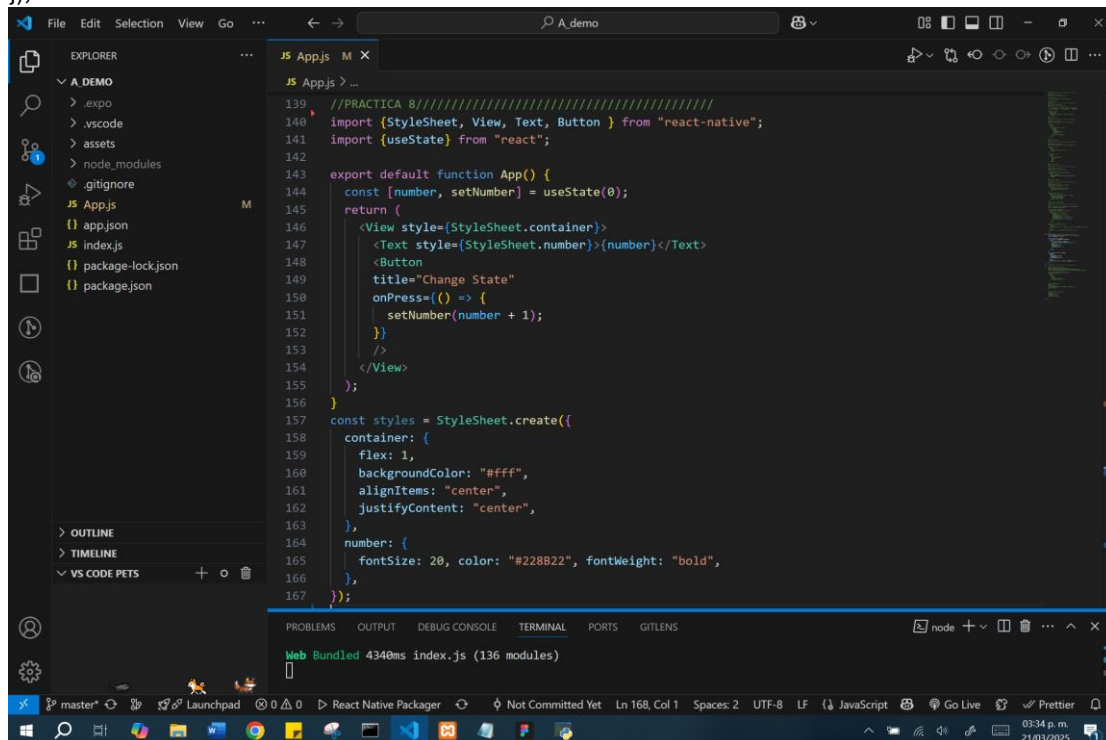 });
File Edit Selection View Go ··· ← → A_demo
EXPLORER ···
A_DEMO
> .expo
> .vscode
> assets
> node_modules
.gitignore
JS App.js M
{} app.json
JS index.js
{} package-lock.json
{} package.json
> OUTLINE
> TIMELINE
VS CODE PETS
1
JS App.js M ×
JS App.js > ...
139 //PRACTICA 8//////////////////////////////////////////
140 import {StyleSheet, View, Text, Button } from "react-native";
141 import {useState} from "react";
142
143 export default function App() {
144 const [number, setNumber] = useState(0);
145 return (
146 <View style={StyleSheet.container}>
147 <Text style={StyleSheet.number}>{number}</Text>
148 <Button
149 title="Change State"
150 onPress={() => {
151 setNumber(number + 1);
152 }}
153 />
154 </View>
155 );
156 }
157 const styles = StyleSheet.create({
158 container: {
159 flex: 1,
160 backgroundColor: "#fff",
161 alignItems: "center",
162 justifyContent: "center",
163 },
164 number: {
165 fontSize: 20, color: "#228B22", fontWeight: "bold",
166 },
167 });
PROBLEMS OUTPUT DEBUG CONSOLE TERMINAL PORTS GITLENS node
Web Bundled 4340ms index.js (136 modules)
master* Launchpad 0 0 React Native Packager Not Committed Yet Ln 168, Col 1 Spaces: 2 UTF-8 LF {} JavaScript Go Live Prettier
03:34 p. m.
21/03/2025